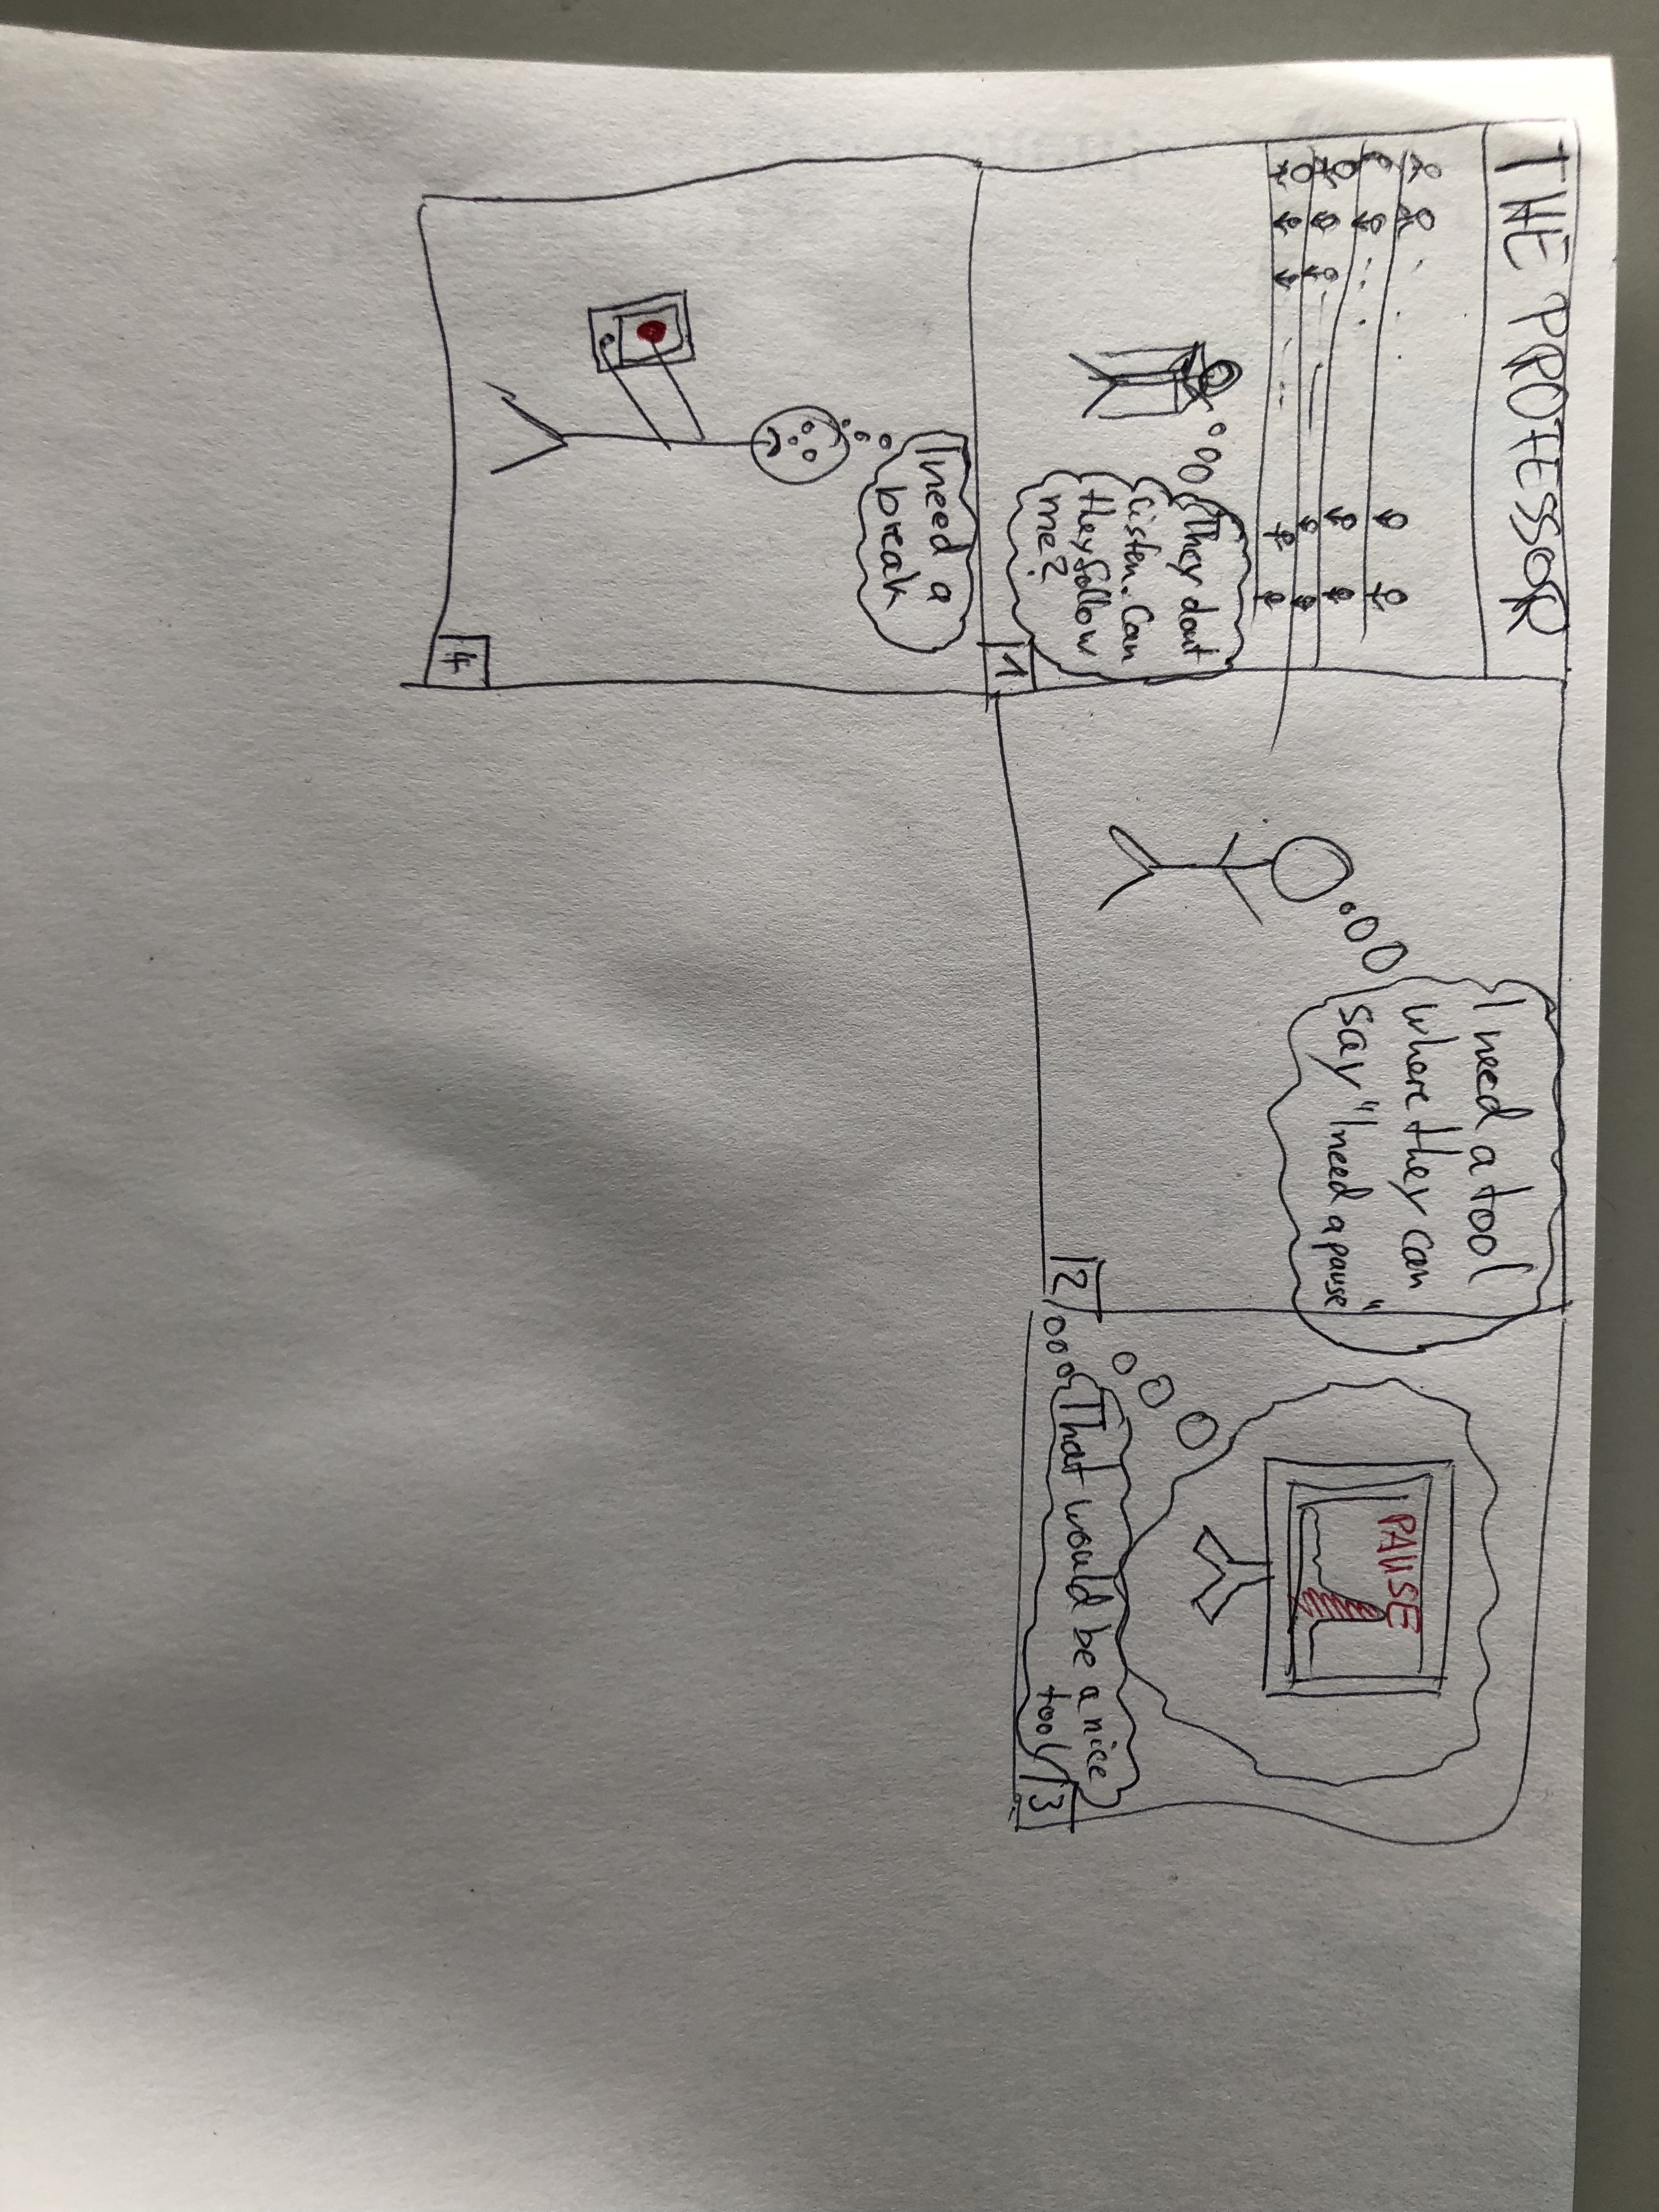 THE PROFESSOR
They dont
listen. Can
they follow
me?
1
I need a tool
where they can
say "I need a pause"
2
PAUSE
That would be a nice
tool
3
I need a
break
4